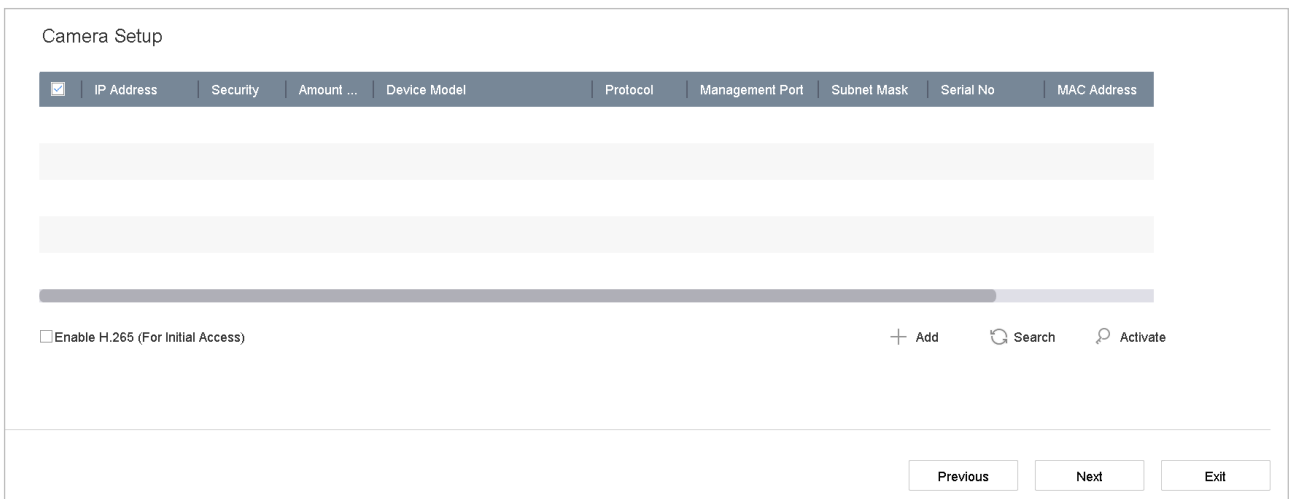 Camera Setup
IP Address Security Amount ... Device Model Protocol Management Port Subnet Mask Serial No MAC Address
Enable H.265 (For Initial Access) Add Search Activate
Previous Next Exit